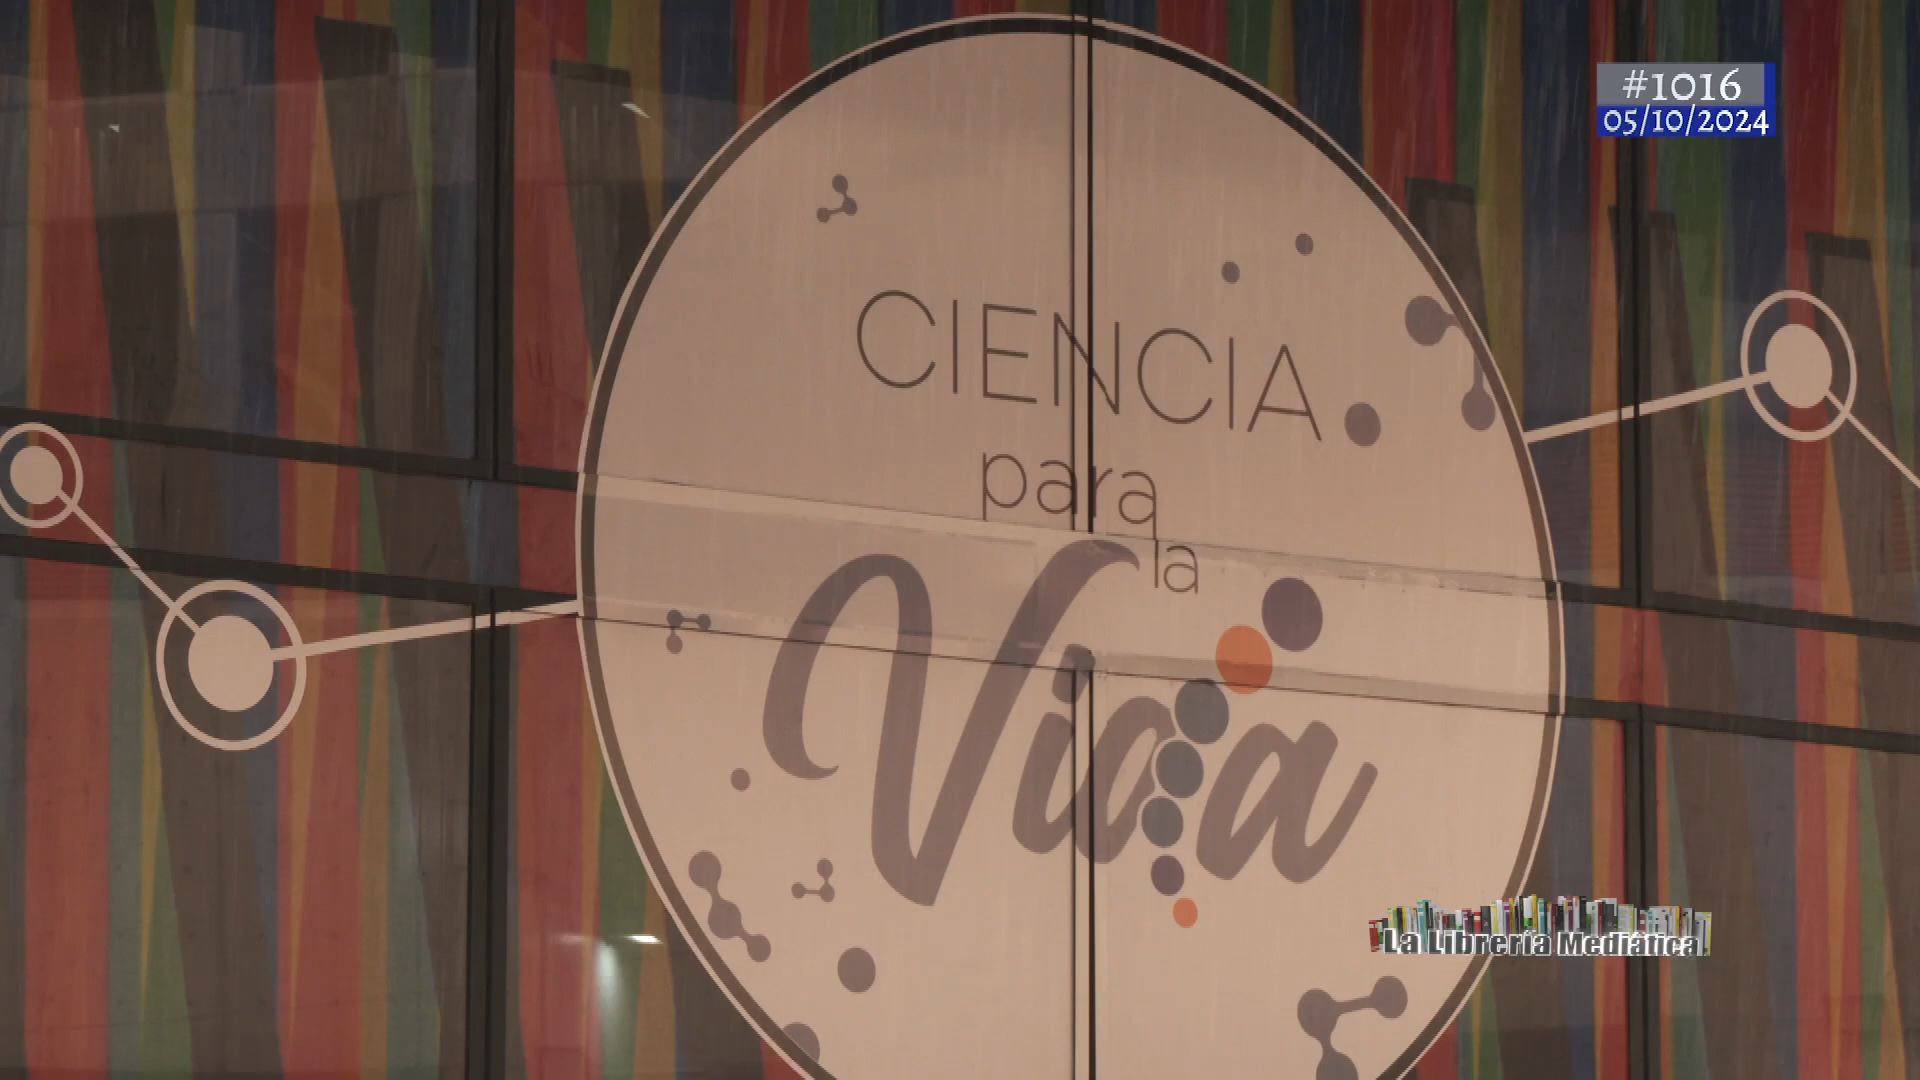 #1016
05/10/2024
CIENCIA
para
la
Vida
La Librería Mediática